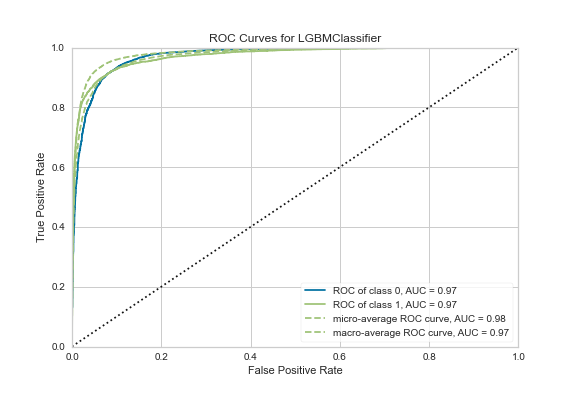 ROC Curves for LGBMClassifier
True Positive Rate
1.0
0.8
0.6
0.4
0.2
0.0
0.0 0.2 0.4 0.6 0.8 1.0
False Positive Rate
ROC of class 0, AUC = 0.97
ROC of class 1, AUC = 0.97
micro-average ROC curve, AUC = 0.98
macro-average ROC curve, AUC = 0.97